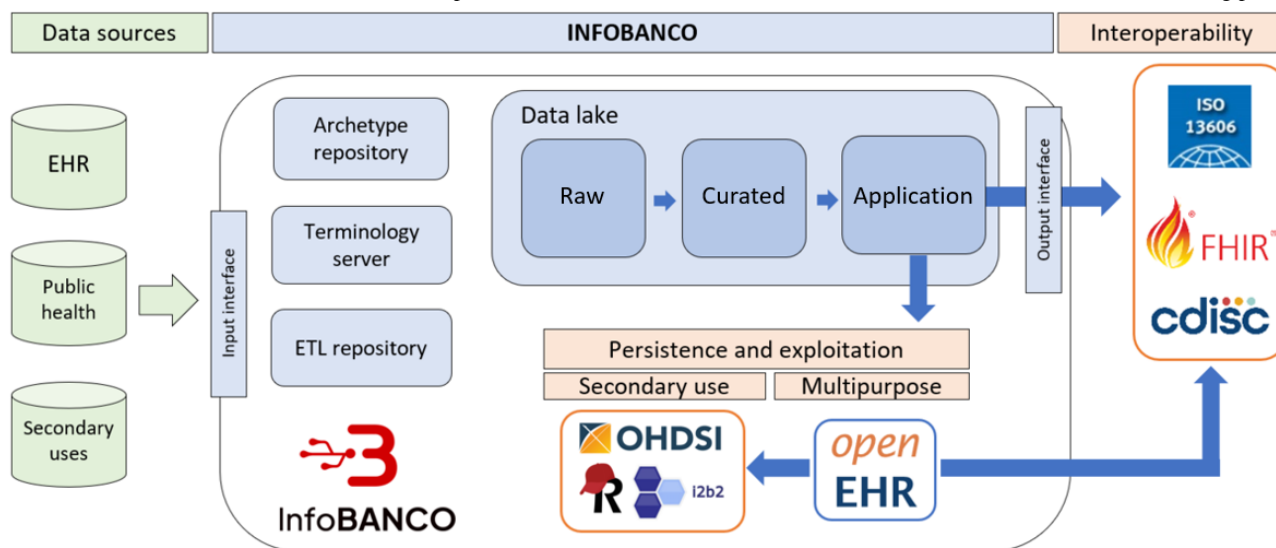 Data sources
INFOBANCO
Interoperability
EHR
Public
health
Secondary
uses
Input interface
Archetype
repository
Terminology
server
ETL repository
InfoBANCO
Data lake
Raw
Curated
Application
Output interface
Persistence and exploitation
Secondary use
Multipurpose
OHDSI
R
i2b2
open
EHR
ISO
13606
FHIR
cdisc